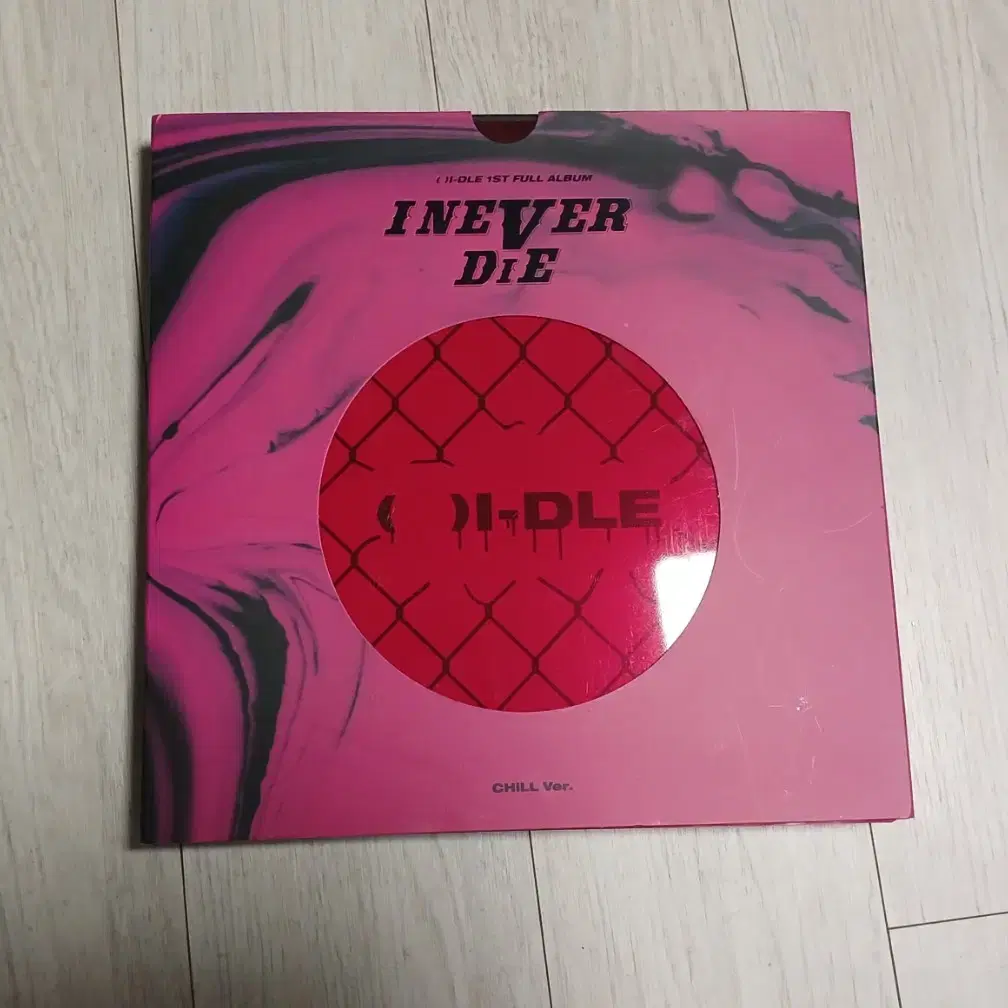 ( )I-DLE 1ST FULL ALBUM
I NEVER
DiE
( )I-DLE
CHiLL Ver.